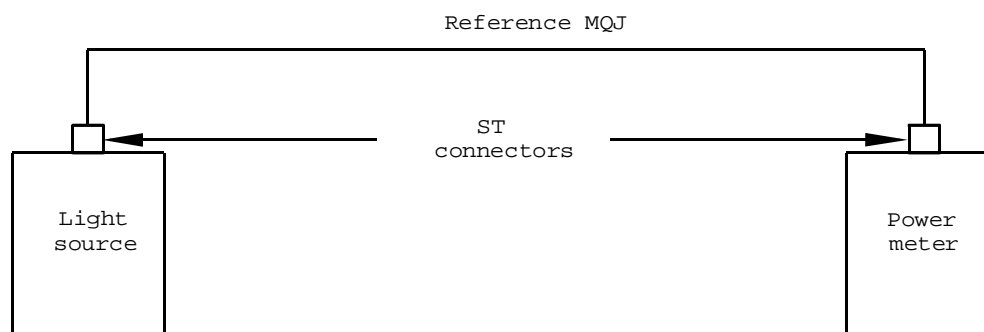 Reference MQJ
ST
connectors
Light
source
Power
meter